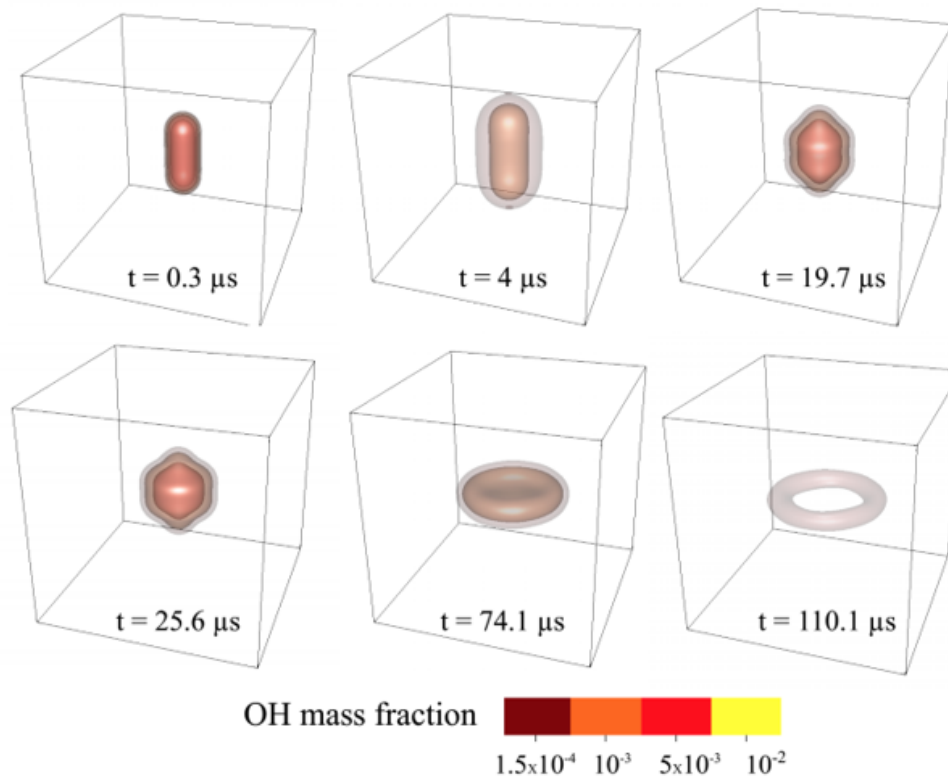 t = 0.3 µs
t = 4 µs
t = 19.7 µs
t = 25.6 µs
t = 74.1 µs
t = 110.1 µs
OH mass fraction
1.5x10⁻⁴ 10⁻³ 5x10⁻³ 10⁻²